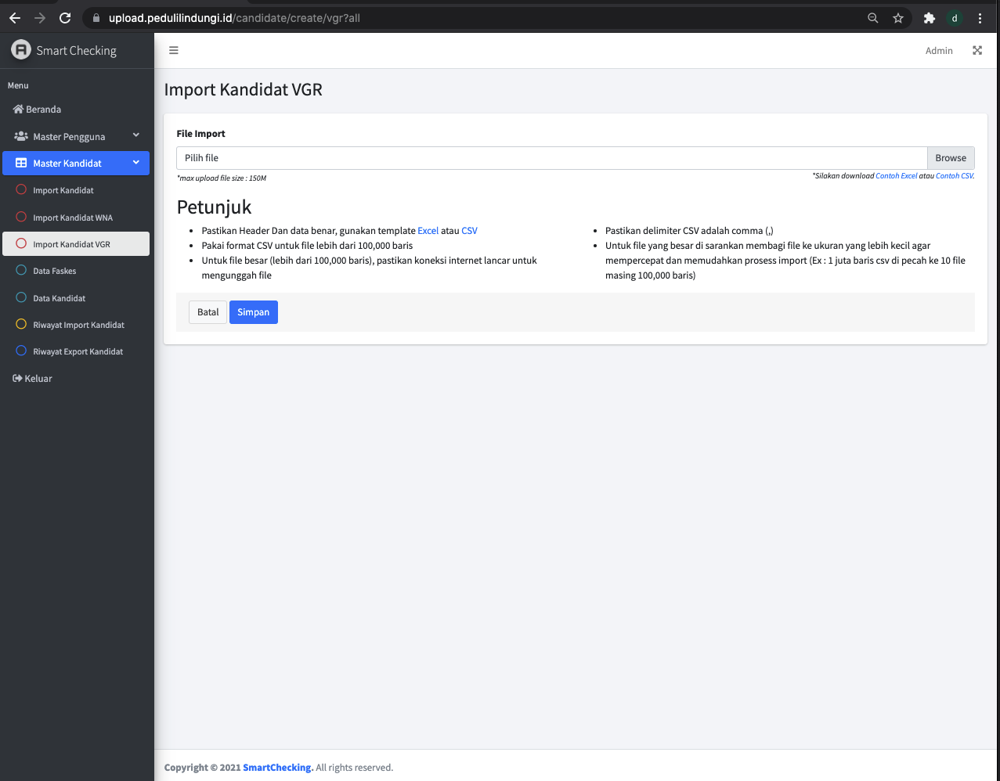 upload.pedulilindungi.id/candidate/create/vgr?all
d
Smart Checking
Admin
Menu
Beranda
Master Pengguna
Master Kandidat
Import Kandidat
Import Kandidat WNA
Import Kandidat VGR
Data Faskes
Data Kandidat
Riwayat Import Kandidat
Riwayat Export Kandidat
Keluar
Import Kandidat VGR
File Import
Pilih file
Browse
*max upload file size : 150M
*Silakan download Contoh Excel atau Contoh CSV.
Petunjuk
Pastikan Header Dan data benar, gunakan template Excel atau CSV
Pakai format CSV untuk file lebih dari 100,000 baris
Untuk file besar (lebih dari 100,000 baris), pastikan koneksi internet lancar untuk
mengunggah file
Pastikan delimiter CSV adalah comma (,)
Untuk file yang besar di sarankan membagi file ke ukuran yang lebih kecil agar
mempercepat dan memudahkan prosess import (Ex : 1 juta baris csv di pecah ke 10 file
masing 100,000 baris)
Batal
Simpan
Copyright © 2021 SmartChecking. All rights reserved.